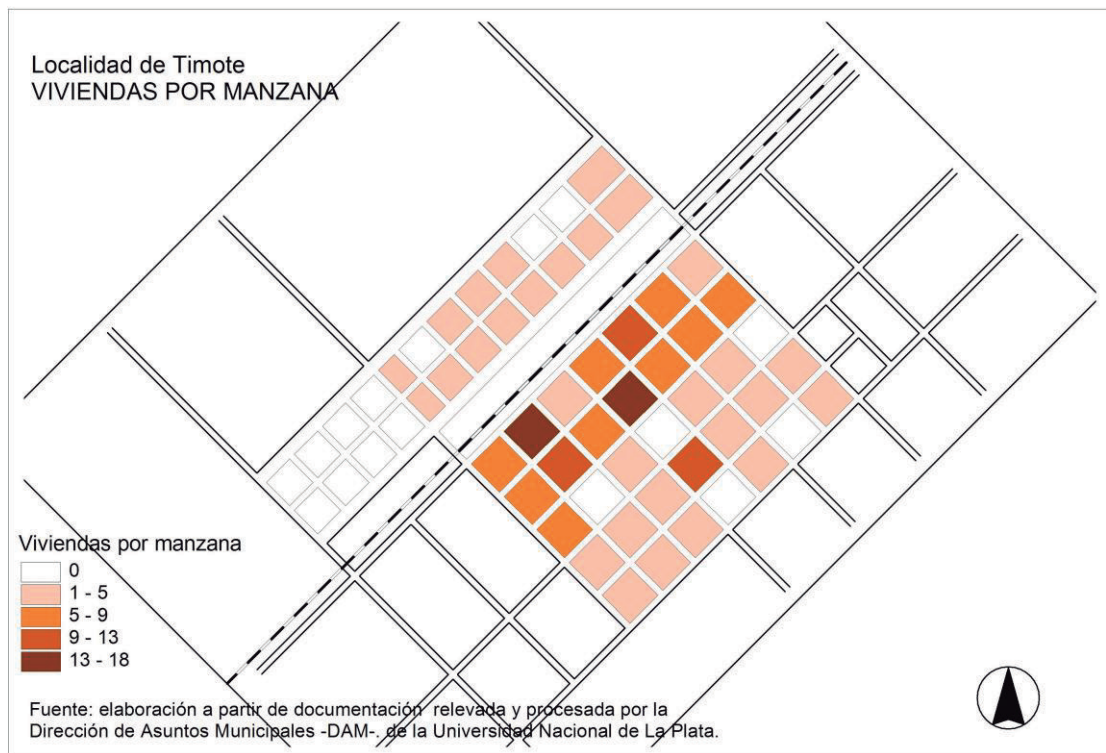 Localidad de Timote
VIVIENDAS POR MANZANA
Viviendas por manzana
0
1 - 5
5 - 9
9 - 13
13 - 18
Fuente: elaboración a partir de documentación relevada y procesada por la
Dirección de Asuntos Municipales -DAM-. de la Universidad Nacional de La Plata.